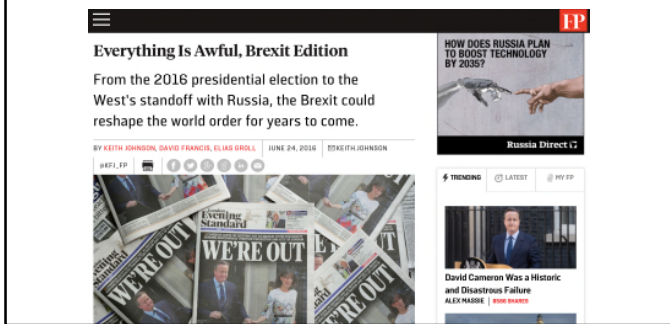 FP
Everything Is Awful, Brexit Edition
From the 2016 presidential election to the
West's standoff with Russia, the Brexit could
reshape the world order for years to come.
BY KEITH JOHNSON, DAVID FRANCIS, ELIAS GROLL
JUNE 24, 2016
KEITH.JOHNSON
@KFJ_FP
Evening
Standard
WE'RE OUT
Evening
Standard
WE'RE OUT
WE'RE OUT
HOW DOES RUSSIA PLAN
TO BOOST TECHNOLOGY
BY 2035?
Russia Direct
TRENDING
LATEST
MY FP
David Cameron Was a Historic
and Disastrous Failure
ALEX MASSIE
8566 SHARES